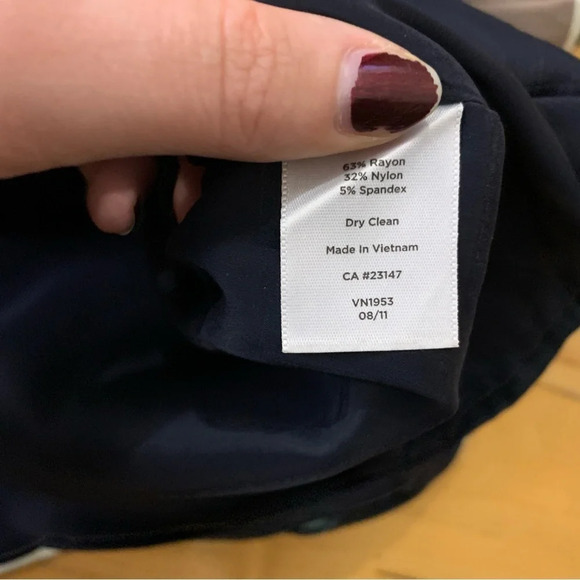 63% Rayon
32% Nylon
5% Spandex
Dry Clean
Made In Vietnam
CA #23147
VN1953
08/11